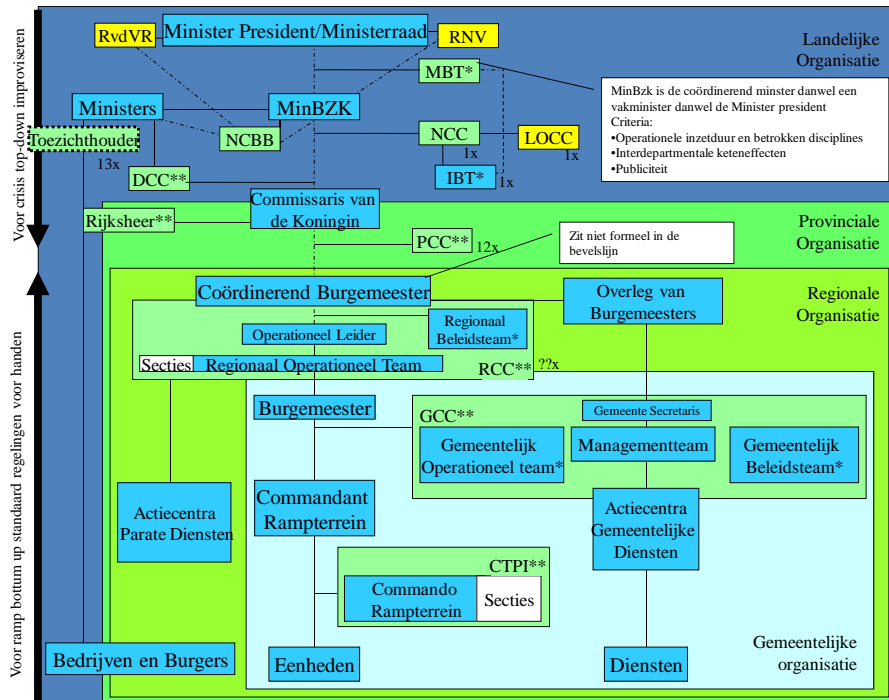 Voor crisis top-down improviseren
Voor ramp bottum up standaard regelingen voor handen
RvdVR
Minister President/Ministerraad
RNV
Landelijke
Organisatie
MBT*
MinBzk is de coördinerend minster danwel een
vakminister danwel de Minister president
Criteria:
•Operationele inzetduur en betrokken disciplines
•Interdepartmentale keteneffecten
•Publiciteit
Ministers
MinBZK
Toezichthouder
NCBB
NCC
1x
LOCC
1x
13x
DCC**
IBT*
1x
Commissaris van
de Koningin
Rijksheer**
Provinciale
Organisatie
PCC**
12x
Zit niet formeel in de
bevelslijn
Coördinerend Burgemeester
Overleg van
Burgemeesters
Regionale
Organisatie
Operationeel Leider
Regionaal
Beleidsteam*
Secties
Regionaal Operationeel Team
RCC**
??x
Burgemeester
GCC**
Gemeente Secretaris
Gemeentelijk
Operationeel team*
Managementteam
Gemeentelijk
Beleidsteam*
Actiecentra
Parate Diensten
Commandant
Rampterrein
Actiecentra
Gemeentelijke
Diensten
CTPI**
Commando
Rampterrein
Secties
Bedrijven en Burgers
Eenheden
Diensten
Gemeentelijke
organisatie